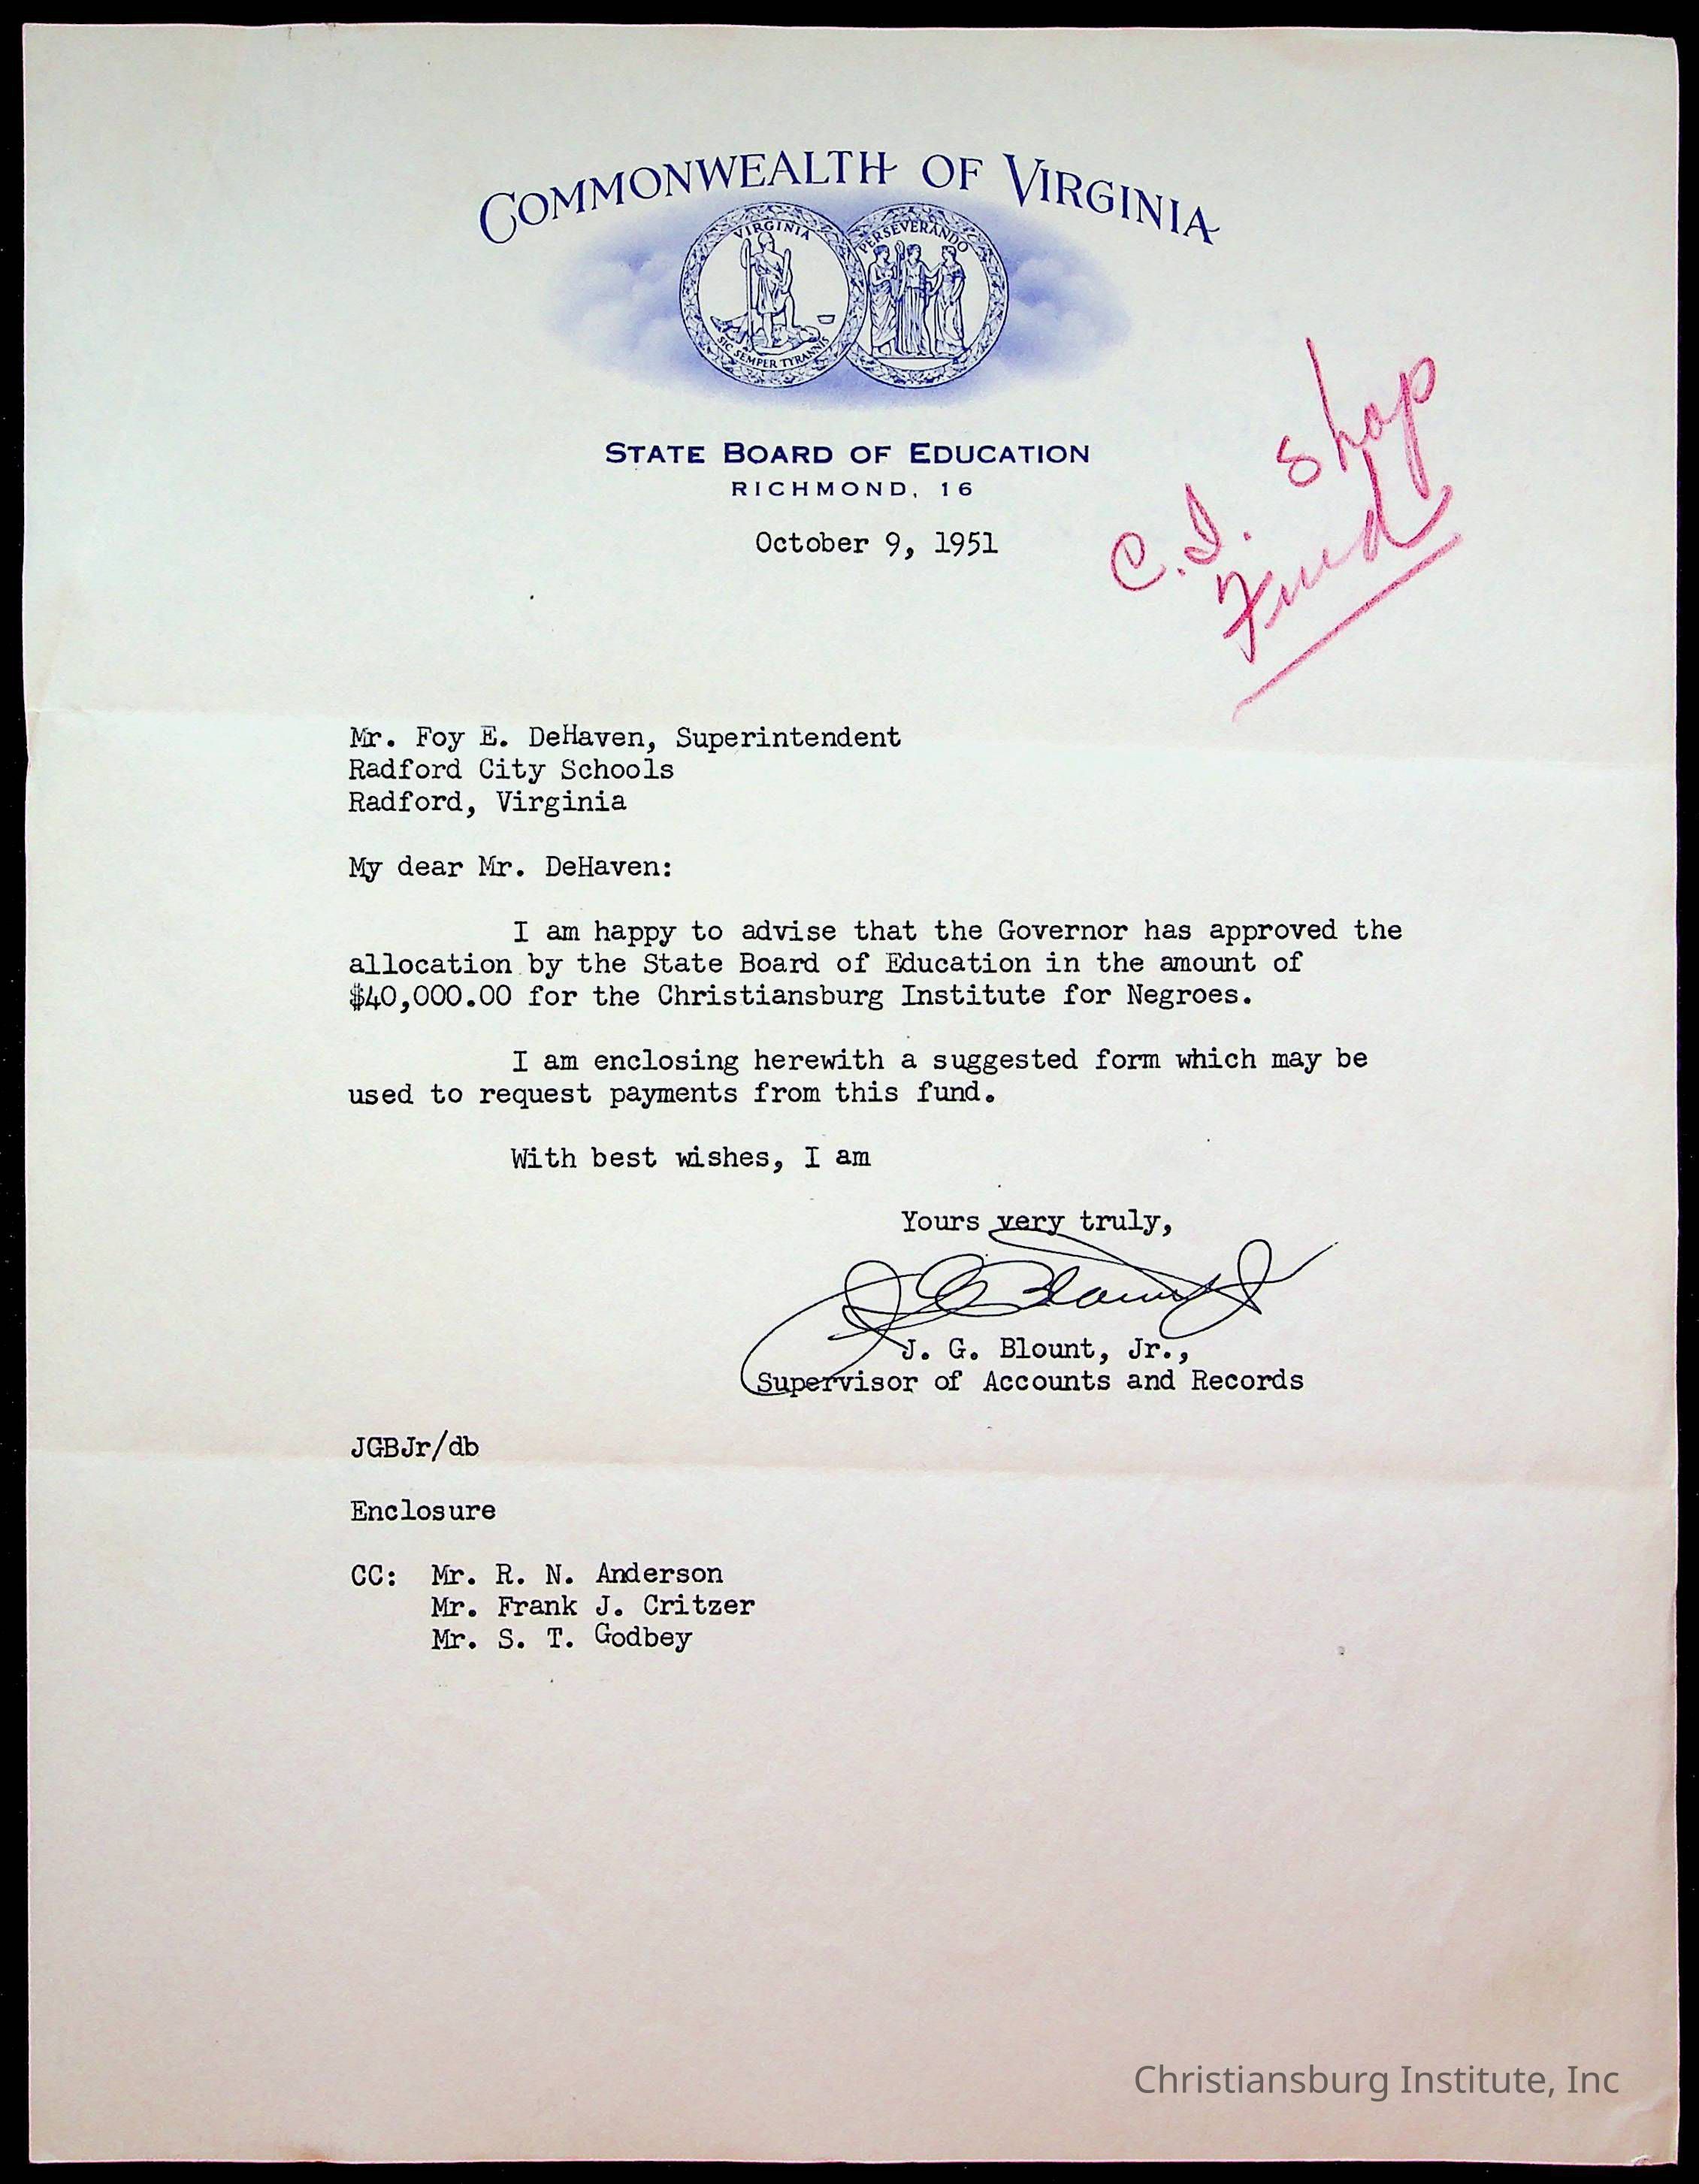 COMMONWEALTH OF VIRGINIA
VIRGINIA
PERSEVERANDO
SIC SEMPER TYRANNIS
STATE BOARD OF EDUCATION
RICHMOND, 16
October 9, 1951
C.I. Shop
Fund
Mr. Foy E. DeHaven, Superintendent
Radford City Schools
Radford, Virginia
My dear Mr. DeHaven:
I am happy to advise that the Governor has approved the
allocation by the State Board of Education in the amount of
$40,000.00 for the Christiansburg Institute for Negroes.
I am enclosing herewith a suggested form which may be
used to request payments from this fund.
With best wishes, I am
Yours very truly,
J G Blount Jr
J. G. Blount, Jr.,
Supervisor of Accounts and Records
JGBJr/db
Enclosure
CC: Mr. R. N. Anderson
Mr. Frank J. Critzer
Mr. S. T. Godbey
Christiansburg Institute, Inc